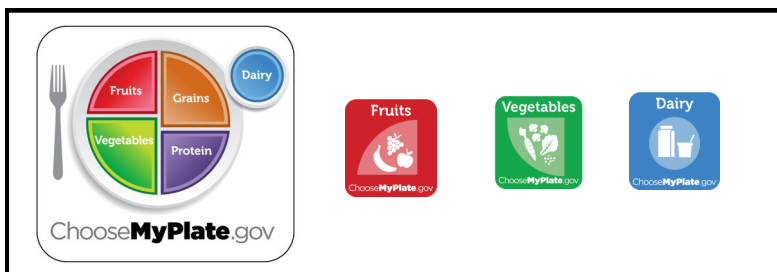 Fruits
Grains
Dairy
Vegetables
Protein
ChooseMyPlate.gov
Fruits
ChooseMyPlate.gov
Vegetables
ChooseMyPlate.gov
Dairy
ChooseMyPlate.gov